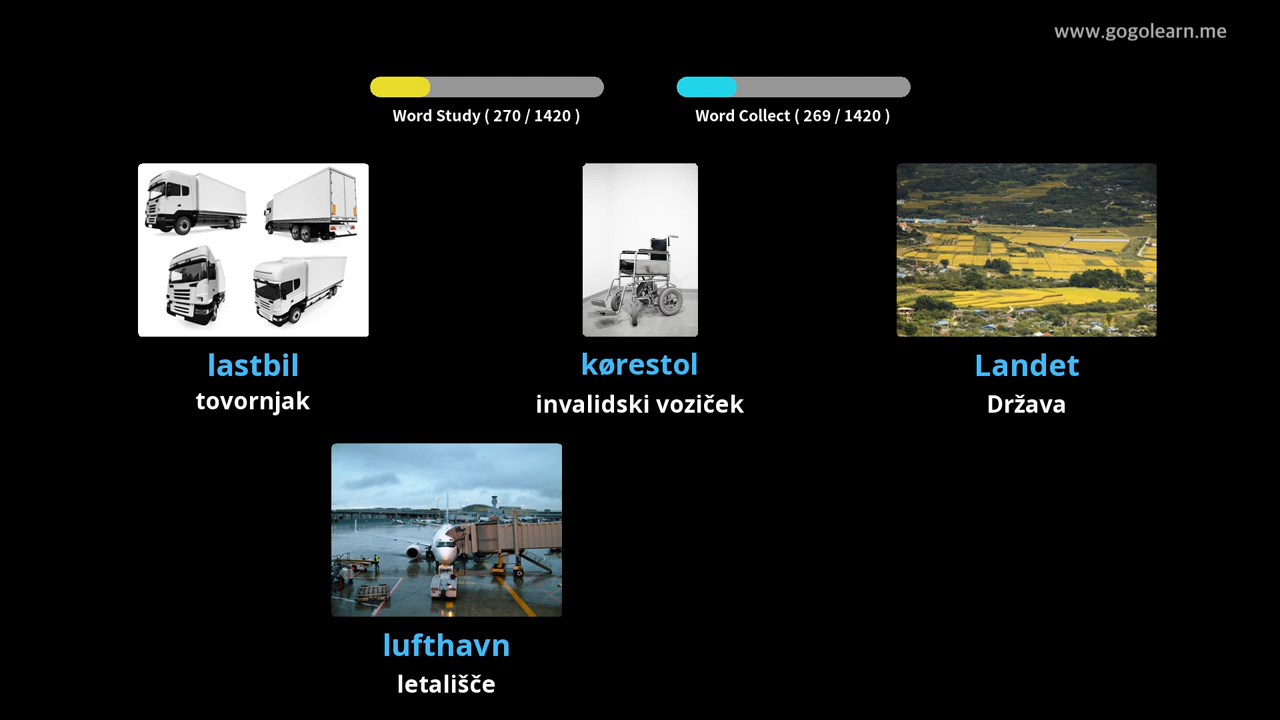 www.gogolearn.me
Word Study ( 270 / 1420 )
Word Collect ( 269 / 1420 )
lastbil
tovornjak
kørestol
invalidski voziček
Landet
Država
lufthavn
letališče